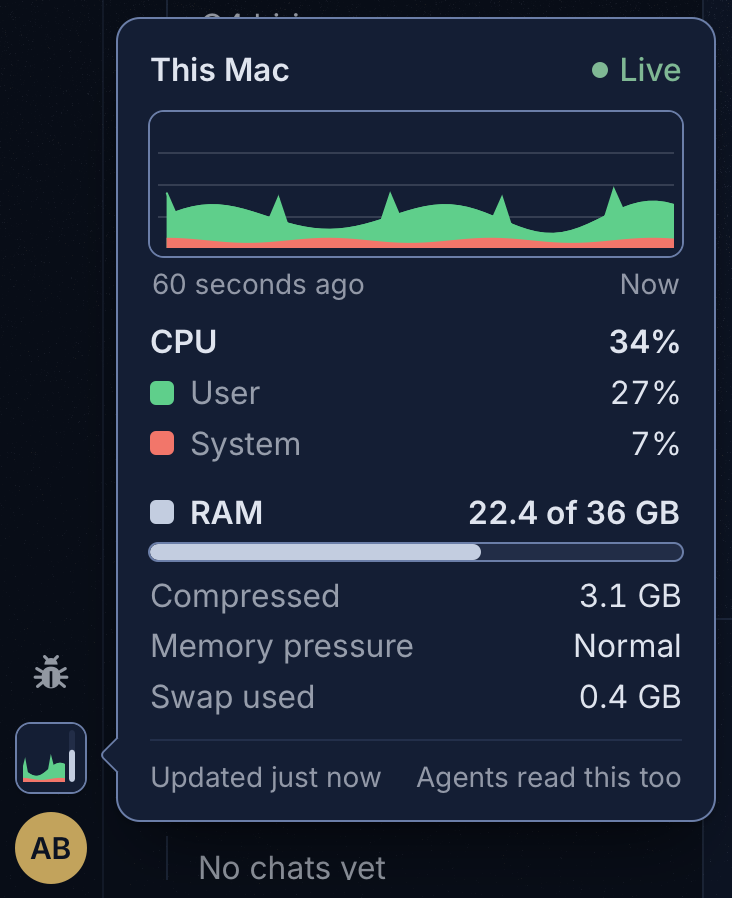 This Mac
Live
60 seconds ago
Now
CPU
34%
User
27%
System
7%
RAM
22.4 of 36 GB
Compressed
3.1 GB
Memory pressure
Normal
Swap used
0.4 GB
Updated just now
Agents read this too
AB
No chats yet